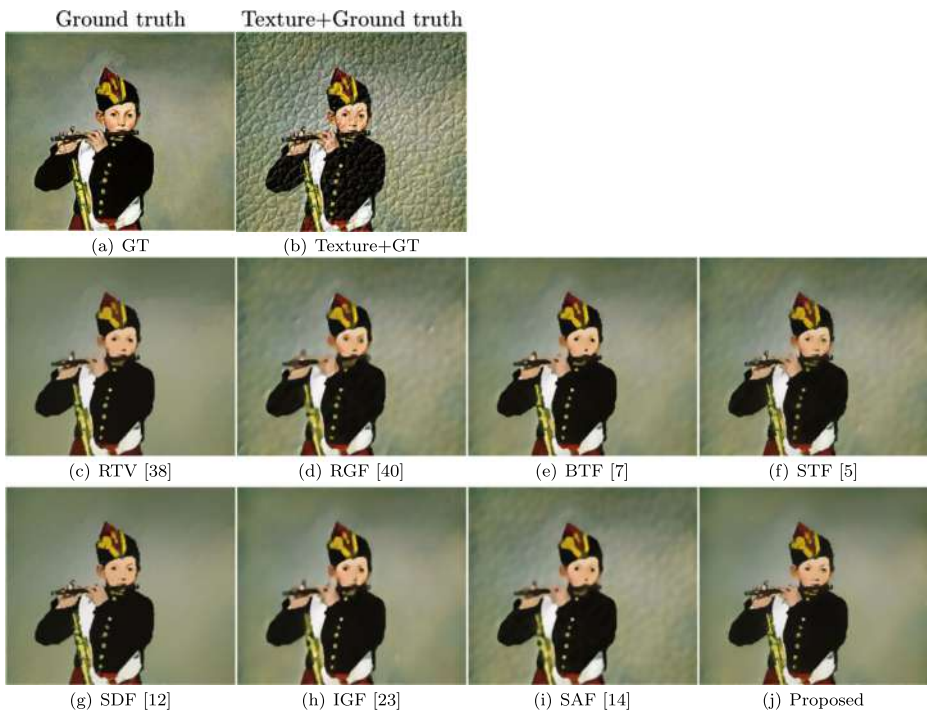 Ground truth Texture+Ground truth
(a) GT (b) Texture+GT
(c) RTV [38] (d) RGF [40] (e) BTF [7] (f) STF [5]
(g) SDF [12] (h) IGF [23] (i) SAF [14] (j) Proposed